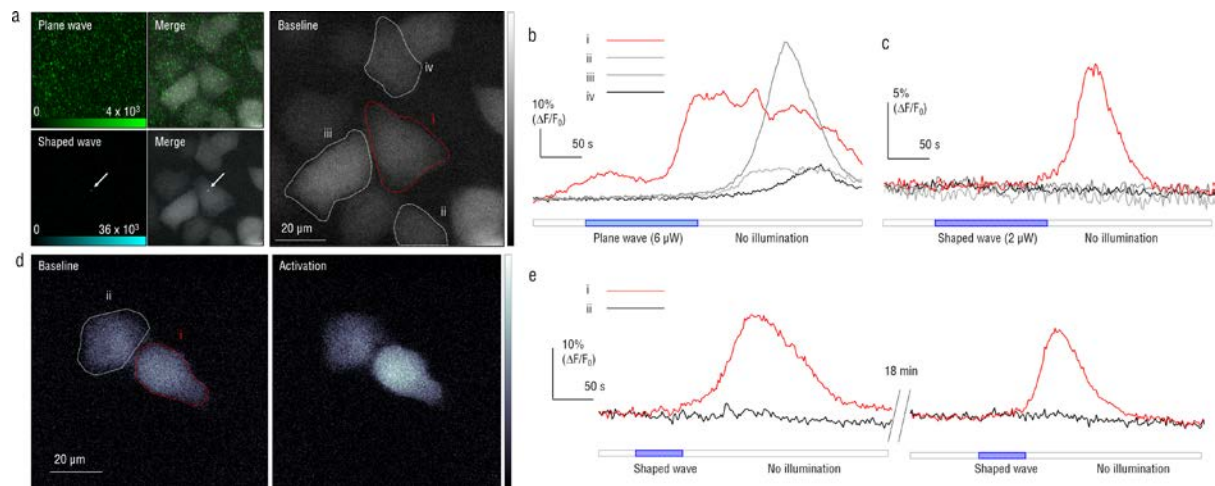 a
Plane wave
0
4 x 10³
Merge
Baseline
iv
i
iii
ii
20 μm
Shaped wave
0
36 x 10³
Merge
b
i
ii
iii
iv
10%
(ΔF/F₀)
50 s
Plane wave (6 μW)
No illumination
c
5%
(ΔF/F₀)
50 s
Shaped wave (2 μW)
No illumination
d
Baseline
ii
i
20 μm
Activation
e
i
ii
10%
(ΔF/F₀)
50 s
18 min
Shaped wave
No illumination
Shaped wave
No illumination